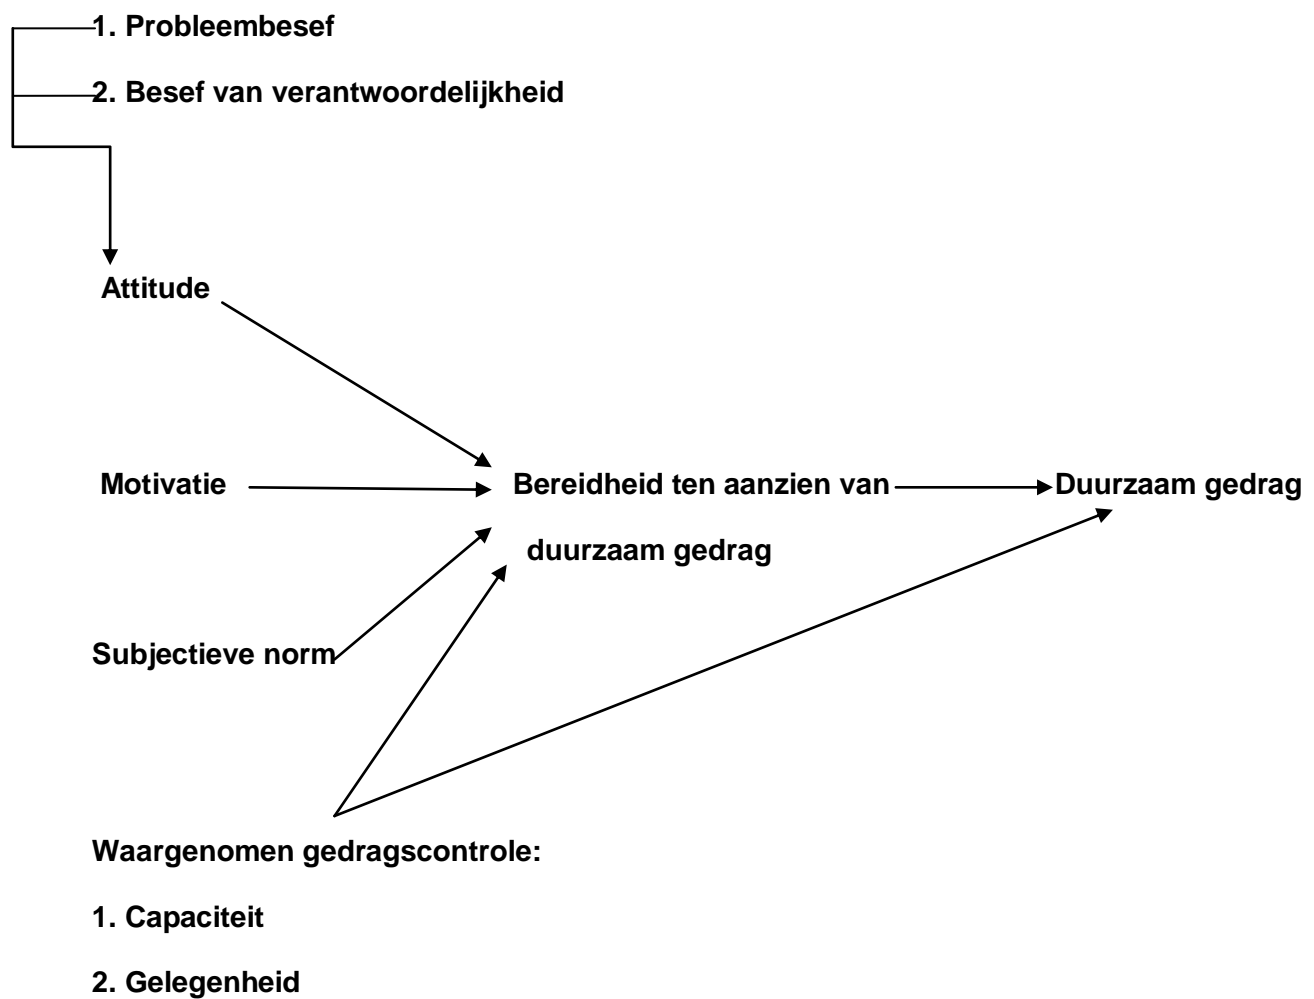 1. Probleembesef
2. Besef van verantwoordelijkheid
Attitude
Motivatie
Bereidheid ten aanzien van
duurzaam gedrag
Duurzaam gedrag
Subjectieve norm
Waargenomen gedragscontrole:
1. Capaciteit
2. Gelegenheid